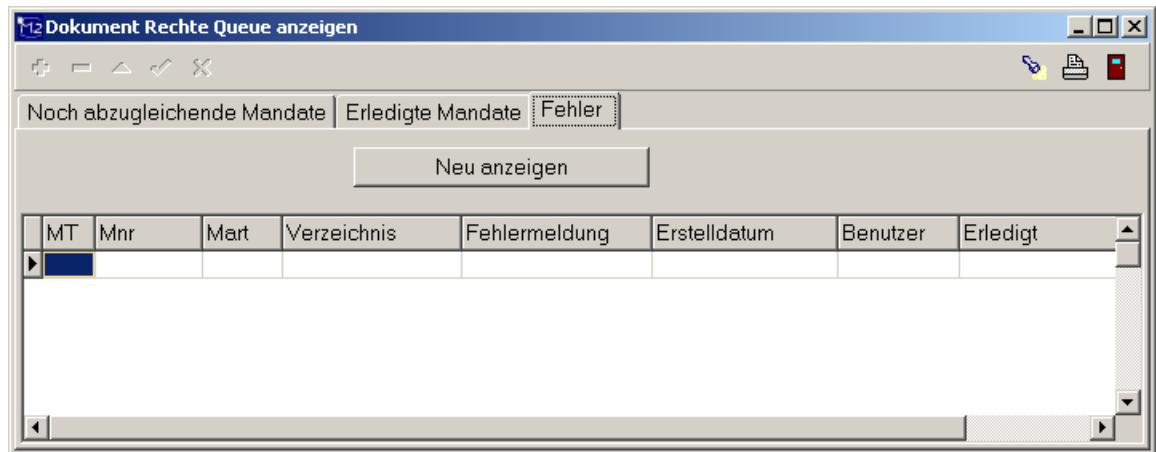 M2 Dokument Rechte Queue anzeigen
Noch abzugleichende Mandate Erledigte Mandate Fehler
Neu anzeigen
MT Mnr Mart Verzeichnis Fehlermeldung Erstelldatum Benutzer Erledigt